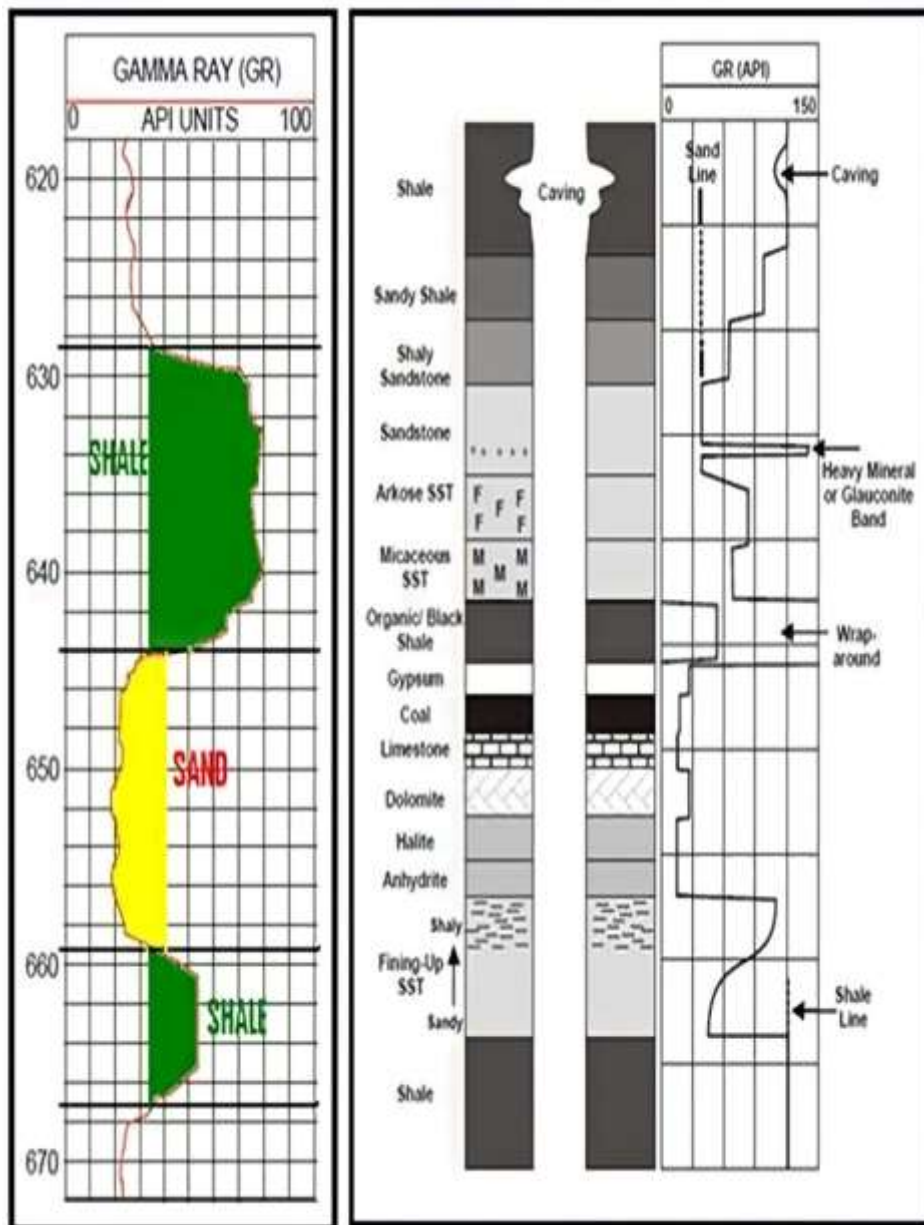 GAMMA RAY (GR)
0 API UNITS 100
620
630
SHALE
640
SAND
650
660
SHALE
670
GR (API)
0 150
Sand
Line
Shale
Caving
Caving
Sandy Shale
Shaly
Sandstone
Sandstone
Heavy Mineral
or Glauconite
Band
Arkose SST
F F
F
F F
Micaceous
SST
M M
M
M M
Organic/ Black
Shale
Wrap-
around
Gypsum
Coal
Limestone
Dolomite
Halite
Anhydrite
Shaly
Fining-Up
SST
Sandy
Shale
Line
Shale